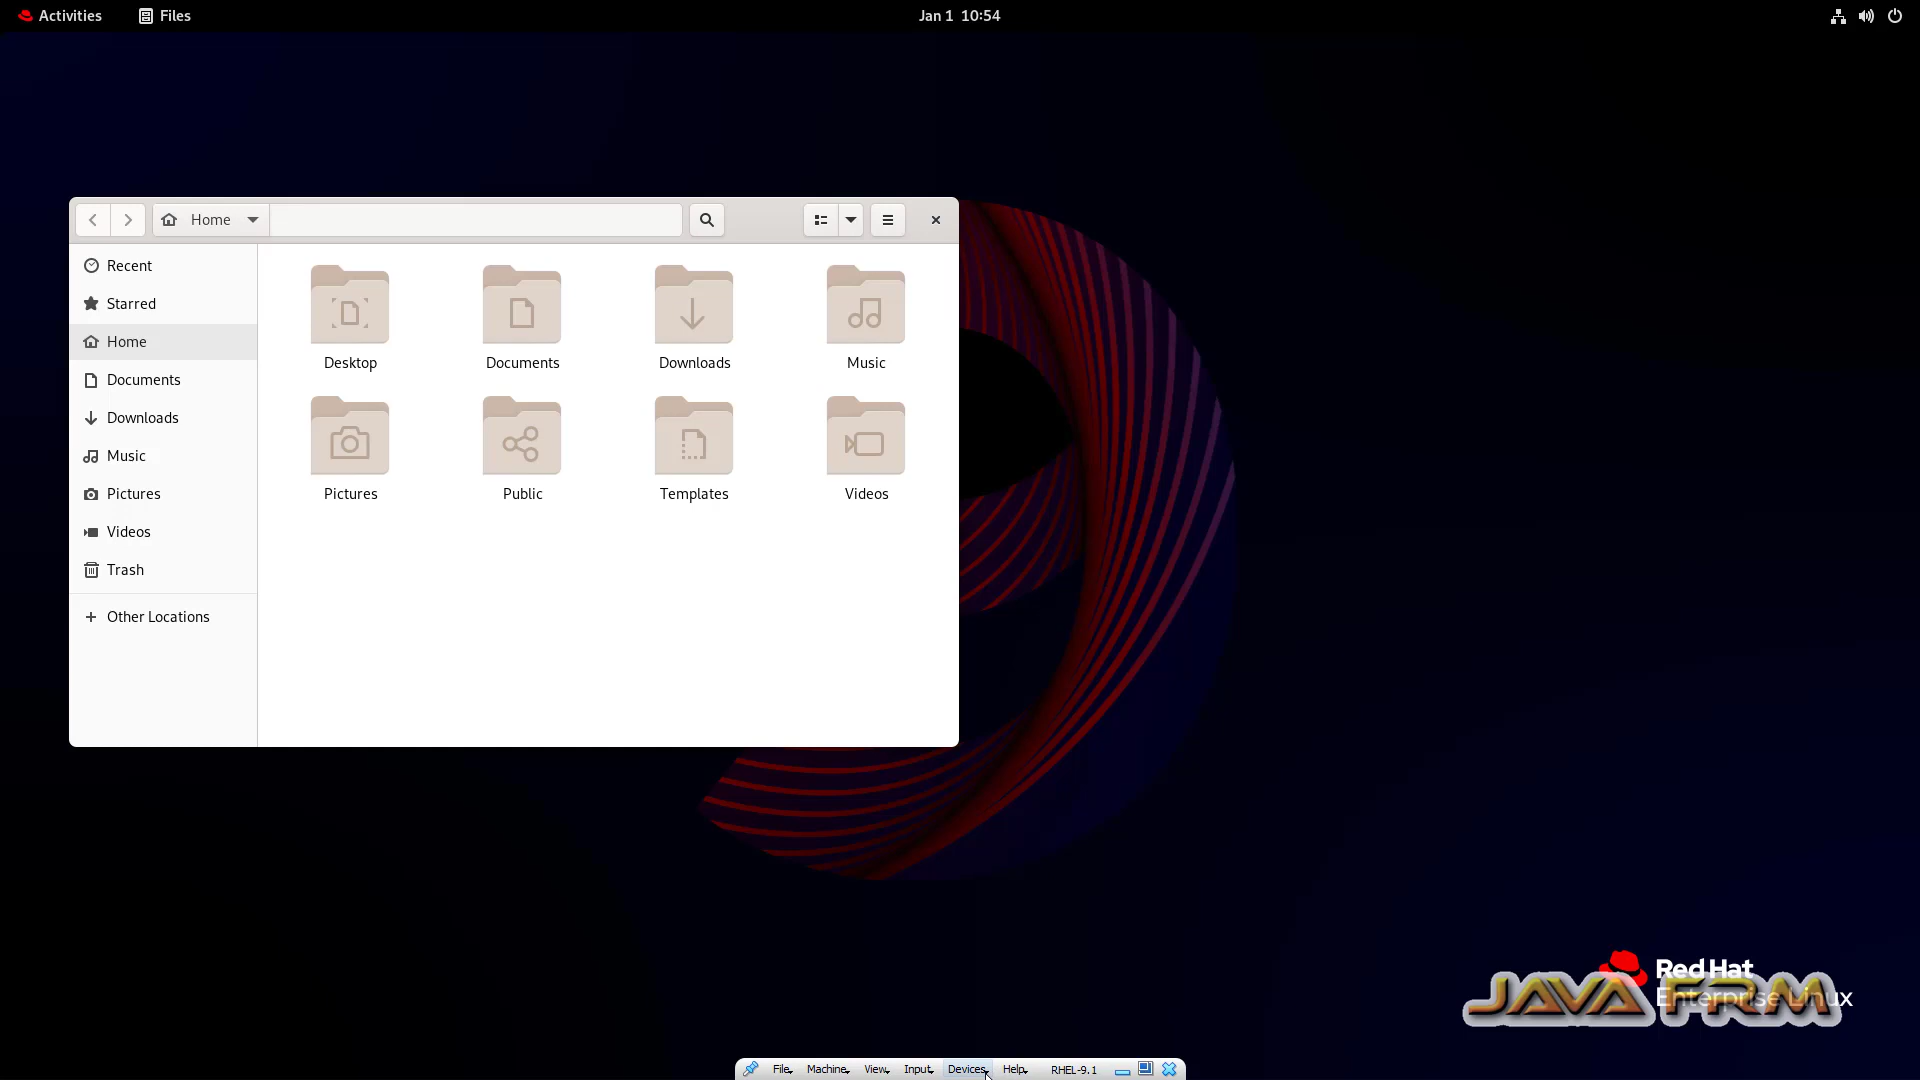 Activities
Files
Jan 1 10:54
Home
Recent
Starred
Home
Documents
Downloads
Music
Pictures
Videos
Trash
Other Locations
Desktop
Documents
Downloads
Music
Pictures
Public
Templates
Videos
Red Hat
Enterprise Linux
JAVA FRM
File
Machine
View
Input
Devices
Help
RHEL-9.1